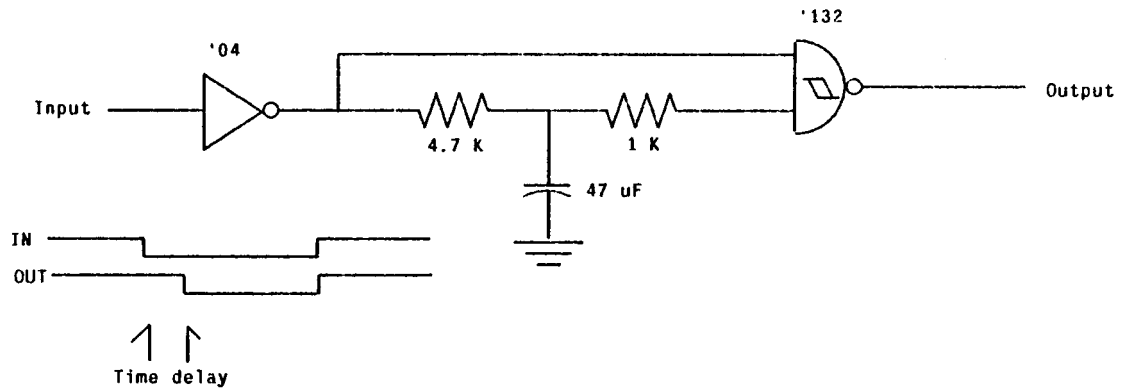 '132
'04
Input
Output
4.7 K
1 K
47 uF
IN
OUT
Time delay